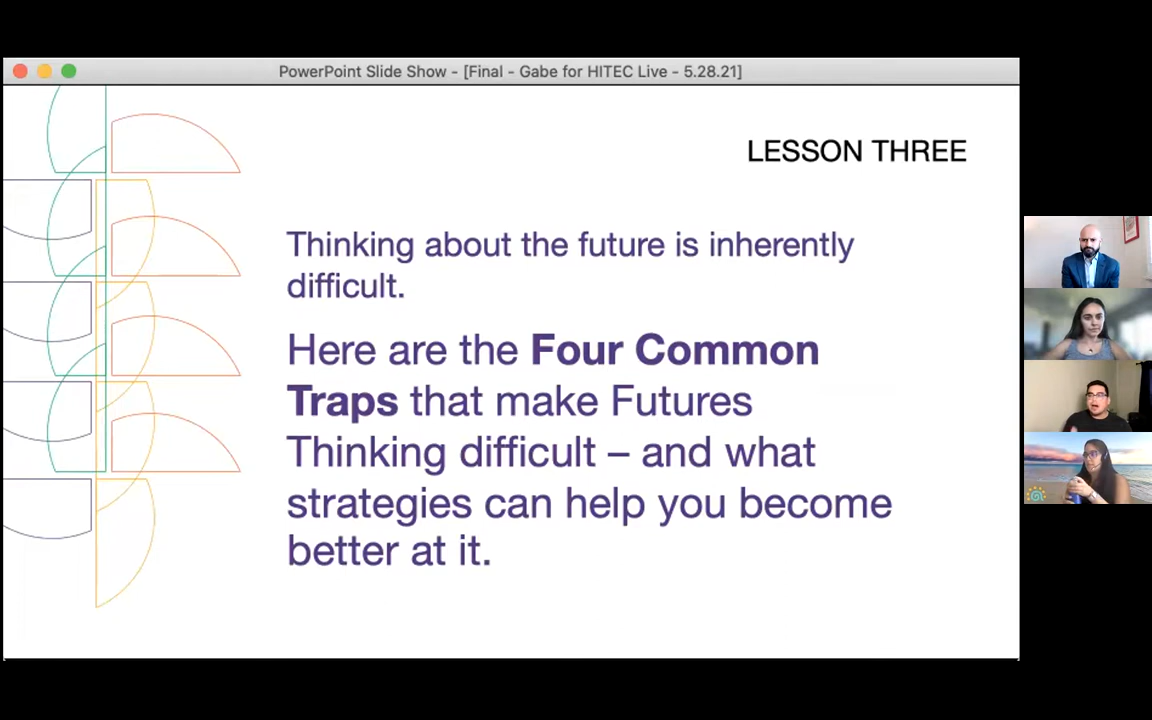 PowerPoint Slide Show - [Final - Gabe for HITEC Live - 5.28.21]
LESSON THREE
Thinking about the future is inherently
difficult.
Here are the Four Common
Traps that make Futures
Thinking difficult – and what
strategies can help you become
better at it.